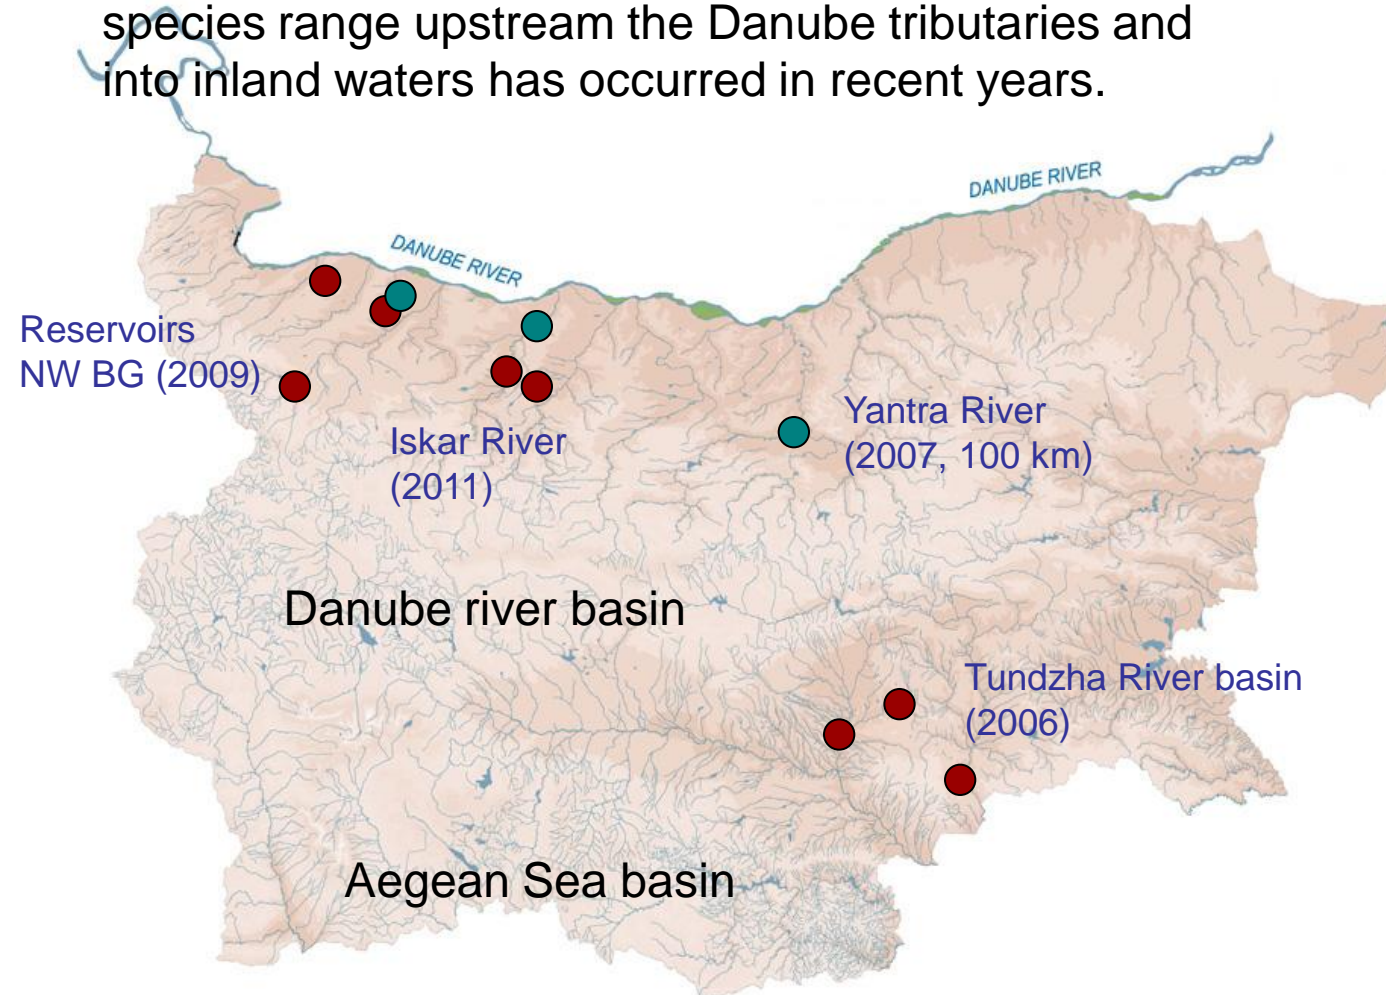 species range upstream the Danube tributaries and
into inland waters has occurred in recent years.
DANUBE RIVER
DANUBE RIVER
Reservoirs
NW BG (2009)
Iskar River
(2011)
Yantra River
(2007, 100 km)
Danube river basin
Tundzha River basin
(2006)
Aegean Sea basin